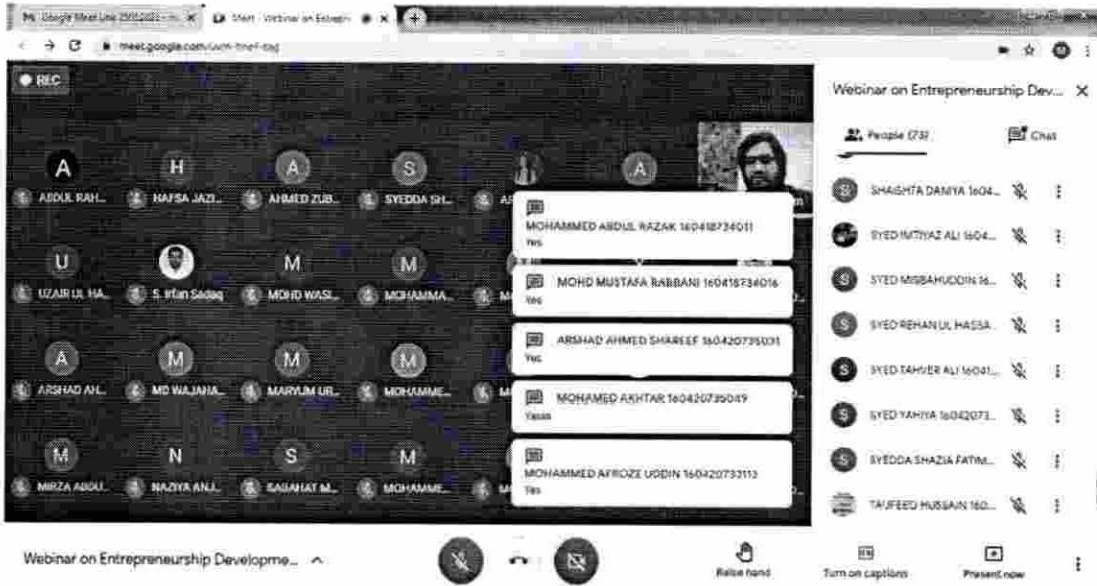 Meet - Webinar on Entrepr
meet.google.com/
REC
Webinar on Entrepreneurship Dev...
People (73)
Chat
A
H
A
S
A
ABDUL RAH...
HAFSA JAZI...
AHMED ZUB...
SYEDDA SH...
U
M
M
UZAIR UL HA...
S. Irfan Sadaq
MOHD WASI...
MOHAMMA...
A
M
M
M
ARSHAD AH...
MD WAJAHA...
MARYUM UR...
MOHAMME...
M
N
S
M
MIRZA ABDU...
NAZIYA ANJ...
SABAHAT M...
MOHAMME...
MOHAMMED ABDUL RAZAK 160418734011
Yes
MOHD MUSTAFA RABBANI 160418734016
Yes
ARSHAD AHMED SHAREEF 160420735031
Yes
MOHAMED AKHTAR 160420735049
MOHAMMED AFROZE UDDIN 160420733113
Yes
S SHAISHTA DANIYA 1604...
SYED IMTIYAZ ALI 1604...
S SYED MISBAHUDDIN 16...
S SYED REHAN UL HASSA...
S SYED TAHVER ALI 16041...
S SYED YAHIYA 16042073...
S SYEDDA SHAZIA FATIM...
TAUFEEQ HUSSAIN 160...
Webinar on Entrepreneurship Developme...
Raise hand
Turn on captions
Present now